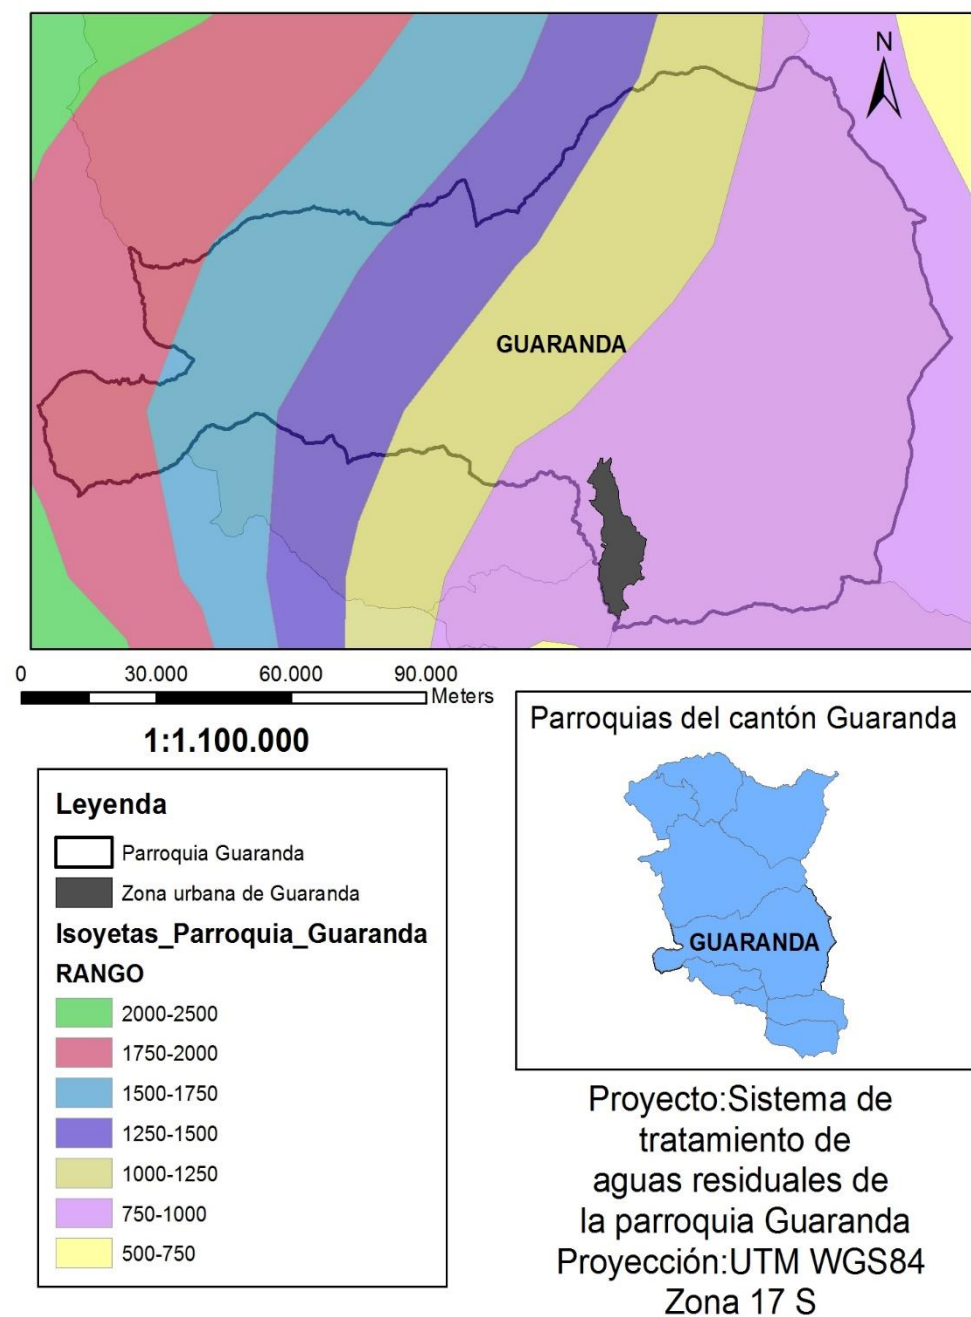 N
GUARANDA
0 30.000 60.000 90.000
Meters
1:1.100.000
Leyenda
Parroquia Guaranda
Zona urbana de Guaranda
Isoyetas_Parroquia_Guaranda
RANGO
2000-2500
1750-2000
1500-1750
1250-1500
1000-1250
750-1000
500-750
Parroquias del cantón Guaranda
GUARANDA
Proyecto:Sistema de
tratamiento de
aguas residuales de
la parroquia Guaranda
Proyección:UTM WGS84
Zona 17 S